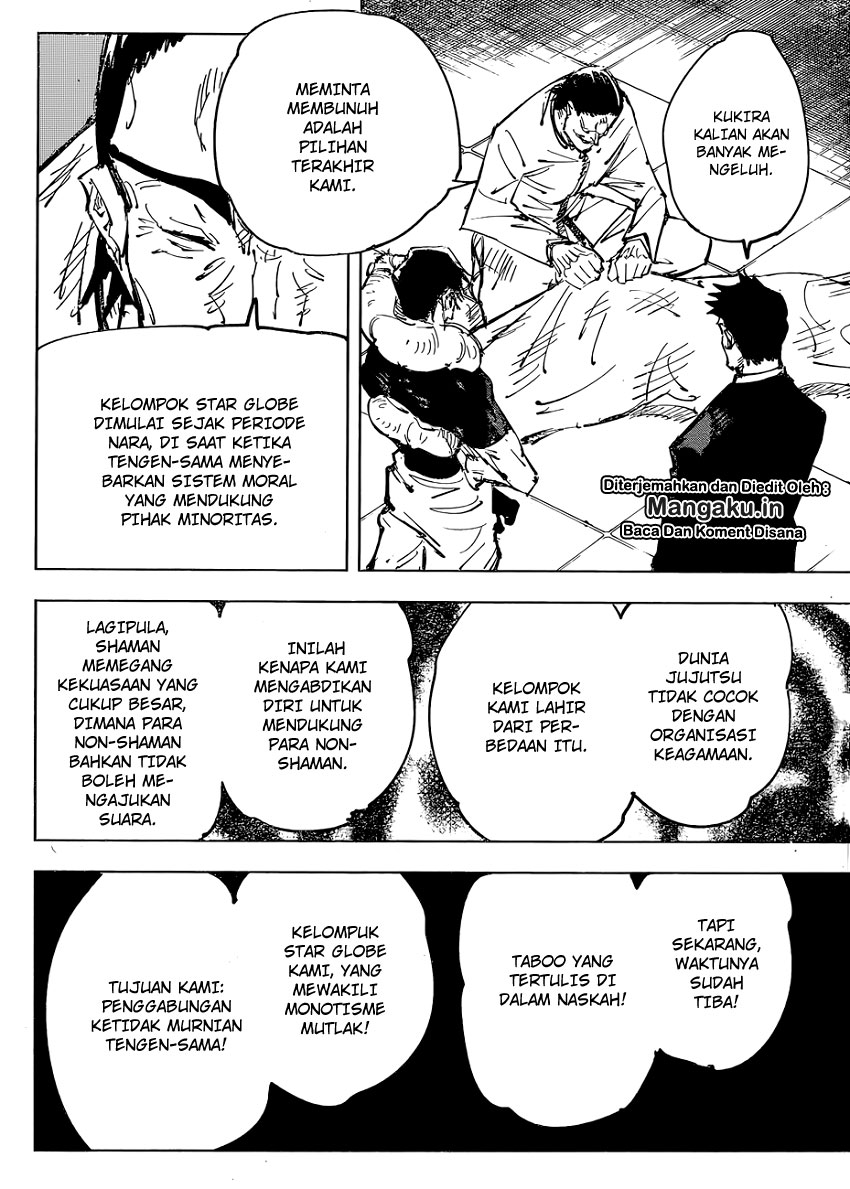 KUKIRA
KALIAN AKAN
BANYAK ME-
NGELUH.
MEMINTA
MEMBUNUH
ADALAH
PILIHAN
TERAKHIR
KAMI.
KELOMPOK STAR GLOBE
DIMULAI SEJAK PERIODE
NARA, DI SAAT KETIKA
TENGEN-SAMA MENYE-
BARKAN SISTEM MORAL
YANG MENDUKUNG
PIHAK MINORITAS.
Diterjemahkan dan Diedit Oleh :
Mangaku.in
Baca Dan Koment Disana
DUNIA
JUJUTSU
TIDAK COCOK
DENGAN
ORGANISASI
KEAGAMAAN.
KELOMPOK
KAMI LAHIR
DARI PER-
BEDAAN ITU.
INILAH
KENAPA KAMI
MENGABDIKAN
DIRI UNTUK
MENDUKUNG
PARA NON-
SHAMAN.
LAGIPULA,
SHAMAN
MEMEGANG
KEKUASAAN YANG
CUKUP BESAR,
DIMANA PARA
NON-SHAMAN
BAHKAN TIDAK
BOLEH ME-
NGAJUKAN
SUARA.
TAPI
SEKARANG,
WAKTUNYA
SUDAH
TIBA!
TABOO YANG
TERTULIS DI
DALAM NASKAH!
KELOMPUK
STAR GLOBE
KAMI, YANG
MEWAKILI
MONOTISME
MUTLAK!
TUJUAN KAMI:
PENGGABUNGAN
KETIDAK MURNIAN
TENGEN-SAMA!